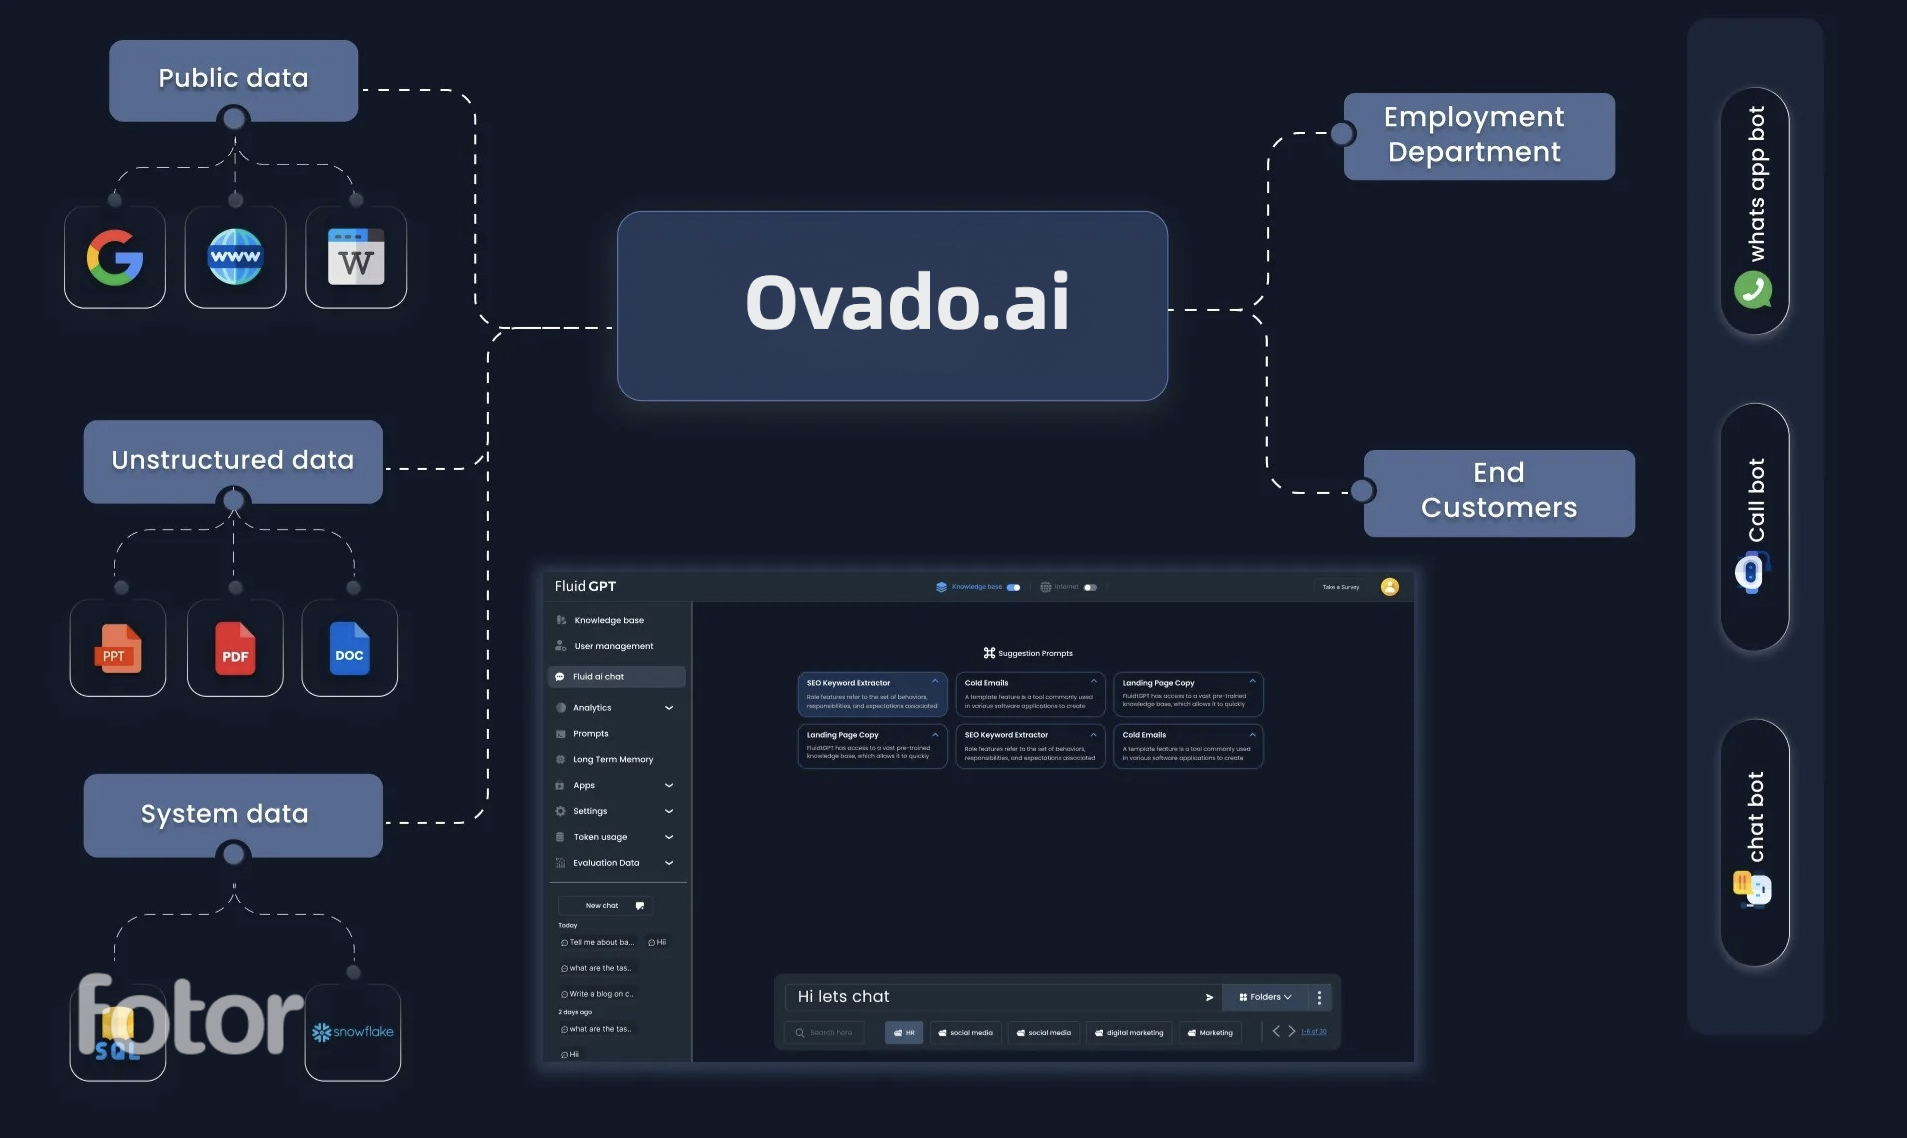 Public data
WWW
W
Unstructured data
PPT
PDF
DOC
System data
fotor
SQL
snowflake
Ovado.ai
Employment
Department
End
Customers
whats app bot
Call bot
chat bot
Fluid GPT
Knowledge base
Internet
Take a Survey
Knowledge base
User management
Fluid ai chat
Analytics
Prompts
Long Term Memory
Apps
Settings
Token usage
Evaluation Data
New chat
Today
Tell me about ba...
Hii
what are the tas..
Write a blog on c..
2 days ago
what are the tas..
Hii
Suggestion Prompts
SEO Keyword Extractor
Role features refer to the set of behaviors,
responsibilities, and expectations associated
Cold Emails
A template feature is a tool commonly used
in various software applications to create
Landing Page Copy
FluidtGPT has access to a vast pre-trained
knowledge base, which allows it to quickly
Landing Page Copy
FluidtGPT has access to a vast pre-trained
knowledge base, which allows it to quickly
SEO Keyword Extractor
Role features refer to the set of behaviors,
responsibilities, and expectations associated
Cold Emails
A template feature is a tool commonly used
in various software applications to create
Hi lets chat
Folders
Search here
HR
social media
social media
digital marketing
Marketing